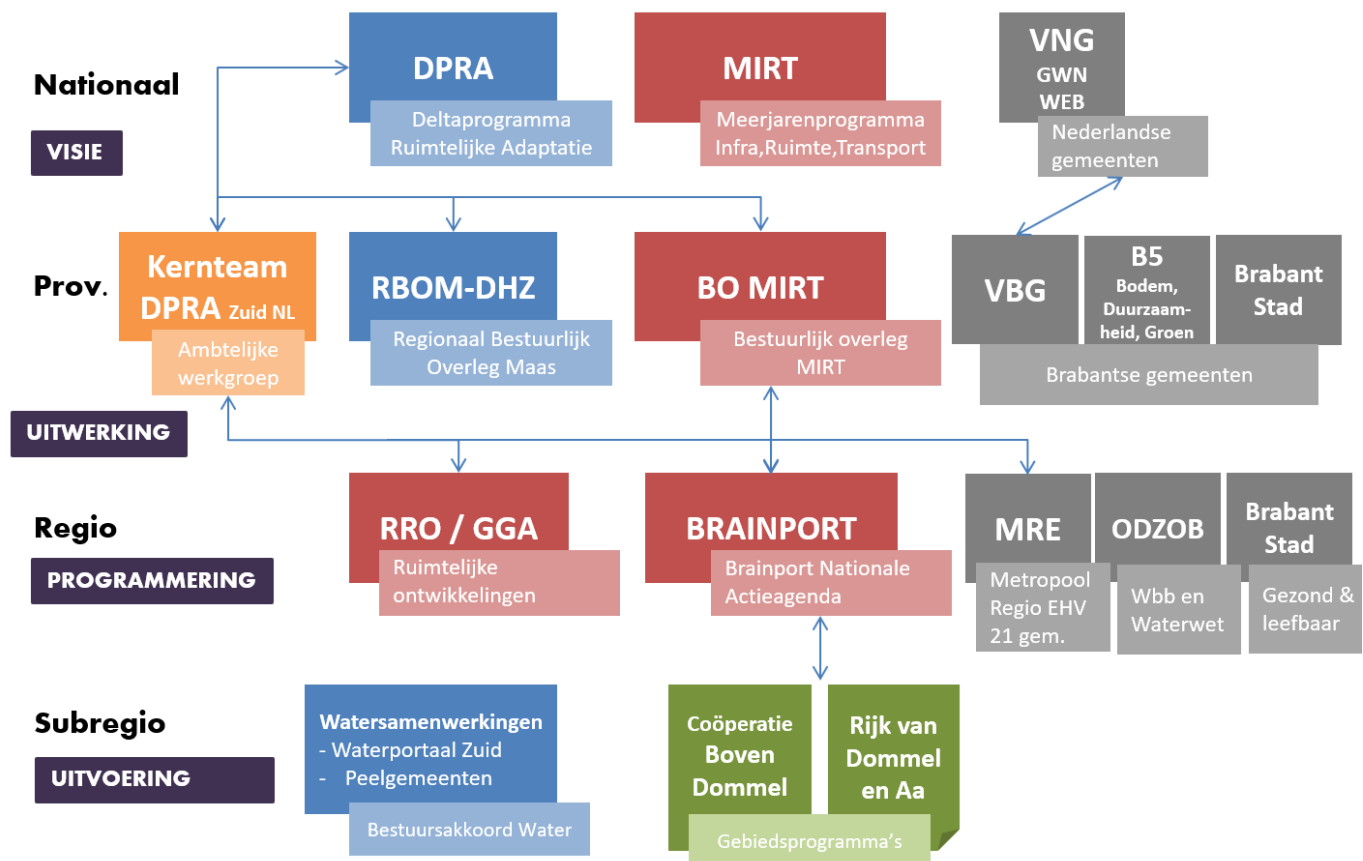 Nationaal
VISIE
DPRA
Deltaprogramma
Ruimtelijke Adaptatie
MIRT
Meerjarenprogramma
Infra,Ruimte,Transport
VNG
GWN
WEB
Nederlandse
gemeenten
Prov.
Kernteam
DPRA Zuid NL
Ambtelijke
werkgroep
RBOM-DHZ
Regionaal Bestuurlijk
Overleg Maas
BO MIRT
Bestuurlijk overleg
MIRT
VBG
B5
Bodem,
Duurzaam-
heid, Groen
Brabant
Stad
Brabantse gemeenten
UITWERKING
Regio
PROGRAMMERING
RRO / GGA
Ruimtelijke
ontwikkelingen
BRAINPORT
Brainport Nationale
Actieagenda
MRE
Metropool
Regio EHV
21 gem.
ODZOB
Wbb en
Waterwet
Brabant
Stad
Gezond &
leefbaar
Subregio
UITVOERING
Watersamenwerkingen
- Waterportaal Zuid
- Peelgemeenten
Bestuursakkoord Water
Coöperatie
Boven
Dommel
Rijk van
Dommel
en Aa
Gebiedsprogramma's